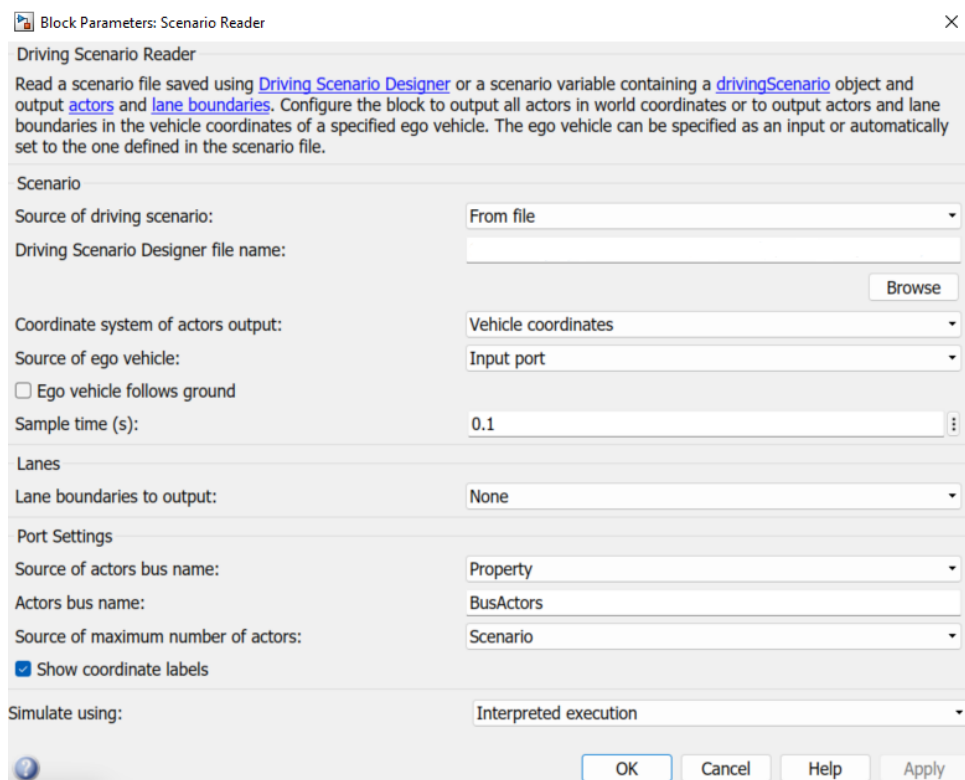 Block Parameters: Scenario Reader
Driving Scenario Reader
Read a scenario file saved using Driving Scenario Designer or a scenario variable containing a drivingScenario object and
output actors and lane boundaries. Configure the block to output all actors in world coordinates or to output actors and lane
boundaries in the vehicle coordinates of a specified ego vehicle. The ego vehicle can be specified as an input or automatically
set to the one defined in the scenario file.
Scenario
Source of driving scenario: From file
Driving Scenario Designer file name:
Browse
Coordinate system of actors output: Vehicle coordinates
Source of ego vehicle: Input port
Ego vehicle follows ground
Sample time (s): 0.1
Lanes
Lane boundaries to output: None
Port Settings
Source of actors bus name: Property
Actors bus name: BusActors
Source of maximum number of actors: Scenario
Show coordinate labels
Simulate using: Interpreted execution
? OK Cancel Help Apply